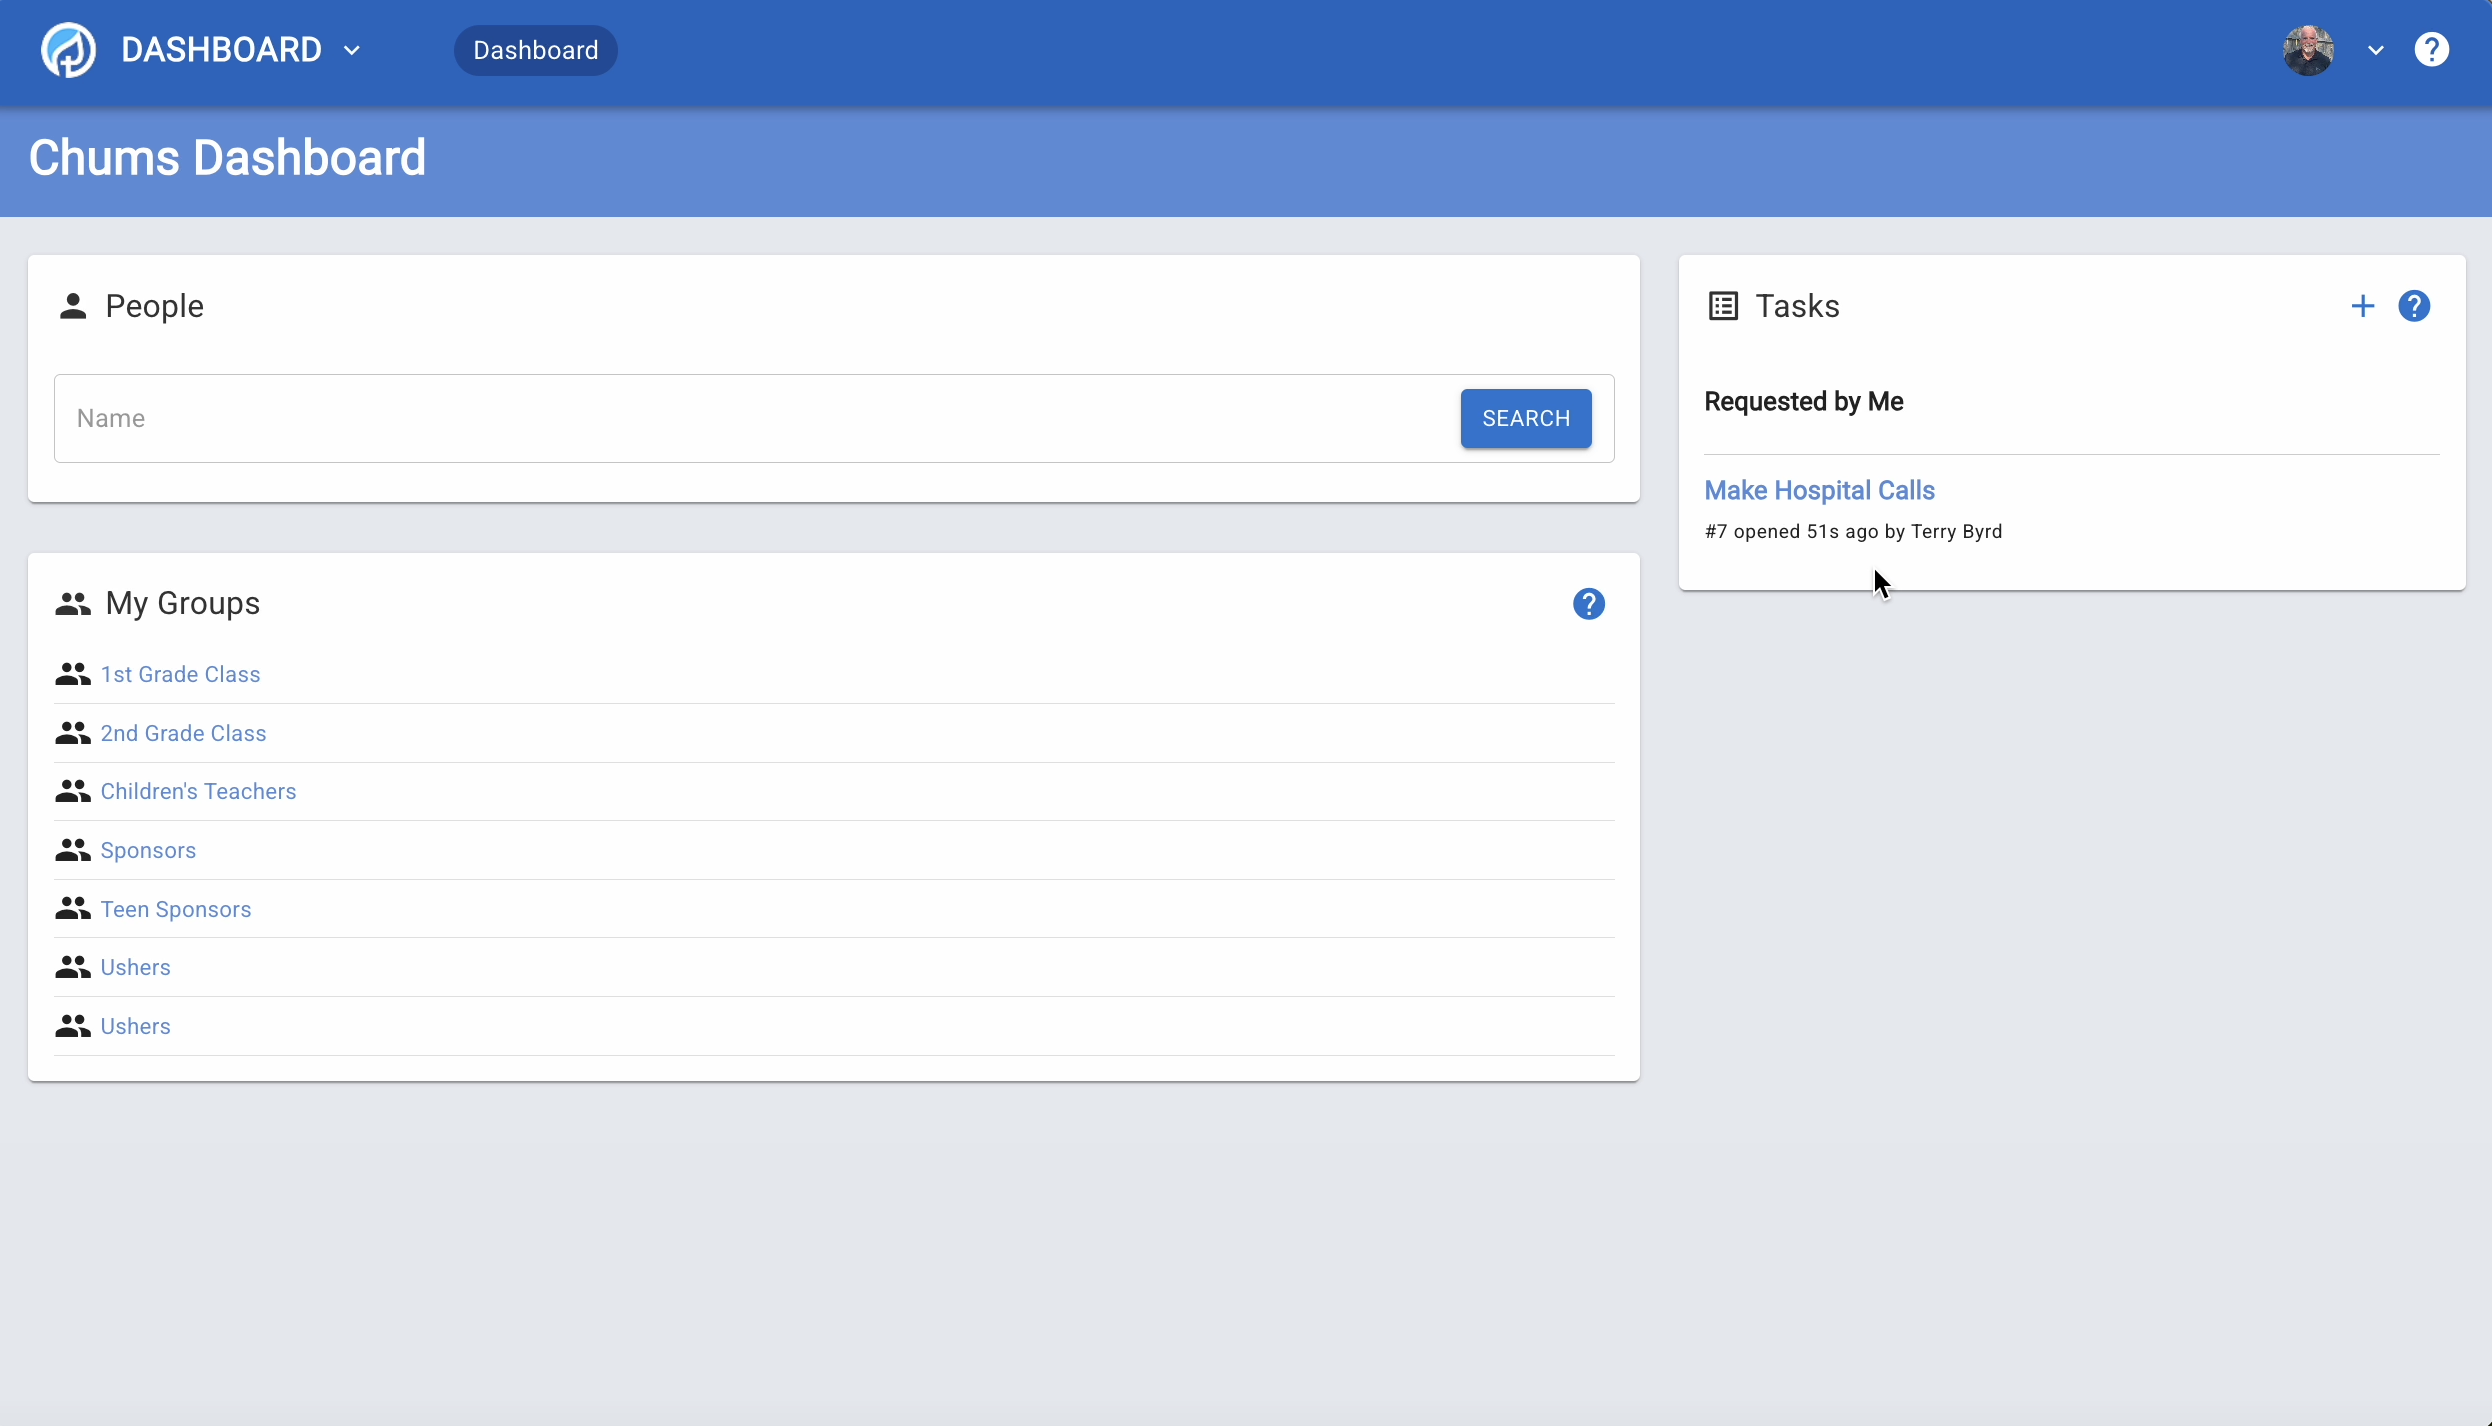 DASHBOARD
Dashboard
?
Chums Dashboard
People
Name
SEARCH
My Groups
?
1st Grade Class
2nd Grade Class
Children's Teachers
Sponsors
Teen Sponsors
Ushers
Ushers
Tasks
+ ?
Requested by Me
Make Hospital Calls
#7 opened 51s ago by Terry Byrd